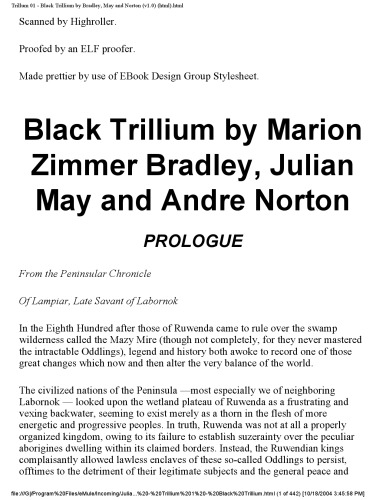 Trillum 01 - Black Trillium by Bradley, May and Norton (v1.0) (html).html
Scanned by Highroller.
Proofed by an ELF proofer.
Made prettier by use of EBook Design Group Stylesheet.
Black Trillium by Marion
Zimmer Bradley, Julian
May and Andre Norton
PROLOGUE
From the Peninsular Chronicle
Of Lampiar, Late Savant of Labornok
In the Eighth Hundred after those of Ruwenda came to rule over the swamp
wilderness called the Mazy Mire (though not completely, for they never mastered
the intractable Oddlings), legend and history both awoke to record one of those
great changes which now and then alter the very balance of the world.
The civilized nations of the Peninsula —most especially we of neighboring
Labornok — looked upon the wetland plateau of Ruwenda as a frustrating and
vexing backwater, seeming to exist merely as a thorn in the flesh of more
energetic and progressive peoples. In truth, Ruwenda was not at all a properly
organized kingdom, owing to its failure to establish suzerainty over the peculiar
aborigines dwelling within its claimed borders. Instead, the Ruwendian kings
complaisantly allowed lawless enclaves of these so-called Oddlings to persist,
offtimes to the detriment of their legitimate subjects and the general peace and
file:///G|/Program%20Files/eMule/Incoming/Julia...%20-%20Trillium%201%20-%20Black%20Trillum.html (1 of 442) [10/18/2004 3:45:58 PM]